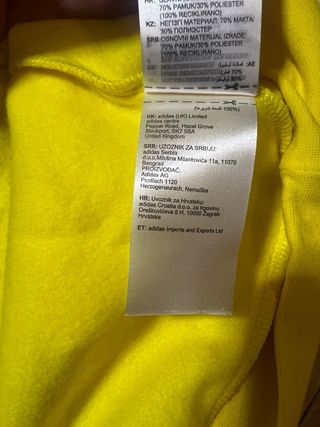 70% PAMUK/30% POLIESTER
(100% RECIKLIRANO)
KZ: НЕГІЗГІ МАТЕРИАЛ: 70% МАҚТА/
30% ПОЛИЭСТЕР
SRB: OSNOVNI MATERIJAL IZRADE:
70% PAMUK/30% POLIESTER
(100% RECIKLIRANO)
UK: adidas (UK) Limited
adidas centre
Pepper Road, Hazel Grove
Stockport, SK7 5SA
United Kingdom
SRB: UZOZNIK ZA SRBIJU:
adidas Serbia
d.o.o. Milutina Milankovića 11a, 11070
Beograd
PROIZVOĐAČ:
Adidas AG
Postfach 1120
Herzogenaurach, Nemačka
HR: Uvoznik za Hrvatsku:
adidas Croatia d.o.o. za trgovinu
Oreškovićeva 6 H, 10000 Zagreb
Hrvatska
ET: adidas Imports and Exports Ltd